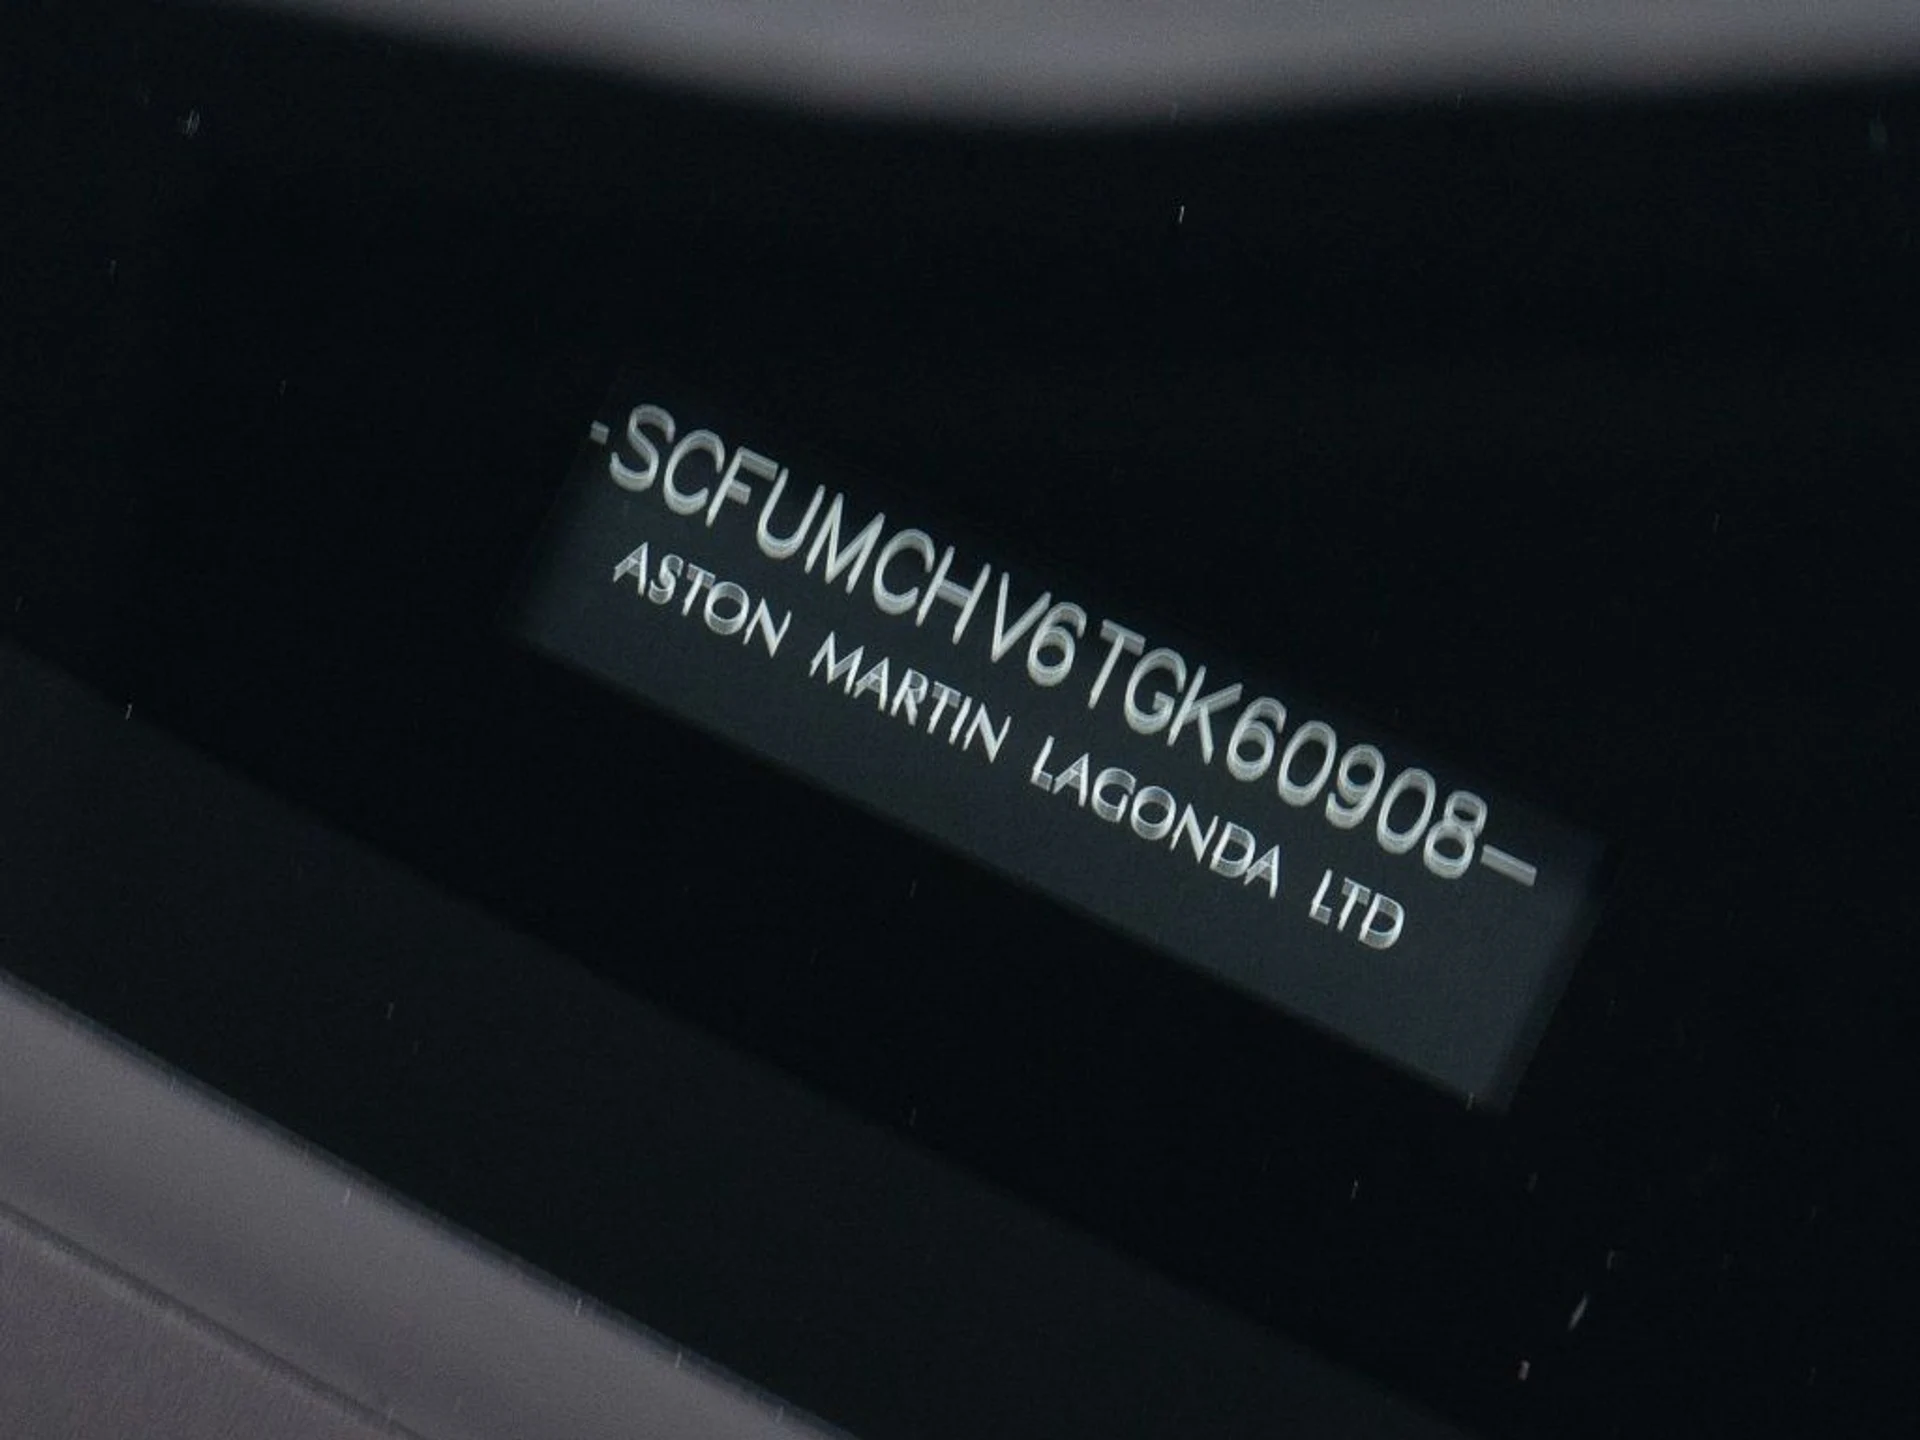 -SCFUMCHV6TGK60908-
ASTON MARTIN LAGONDA LTD